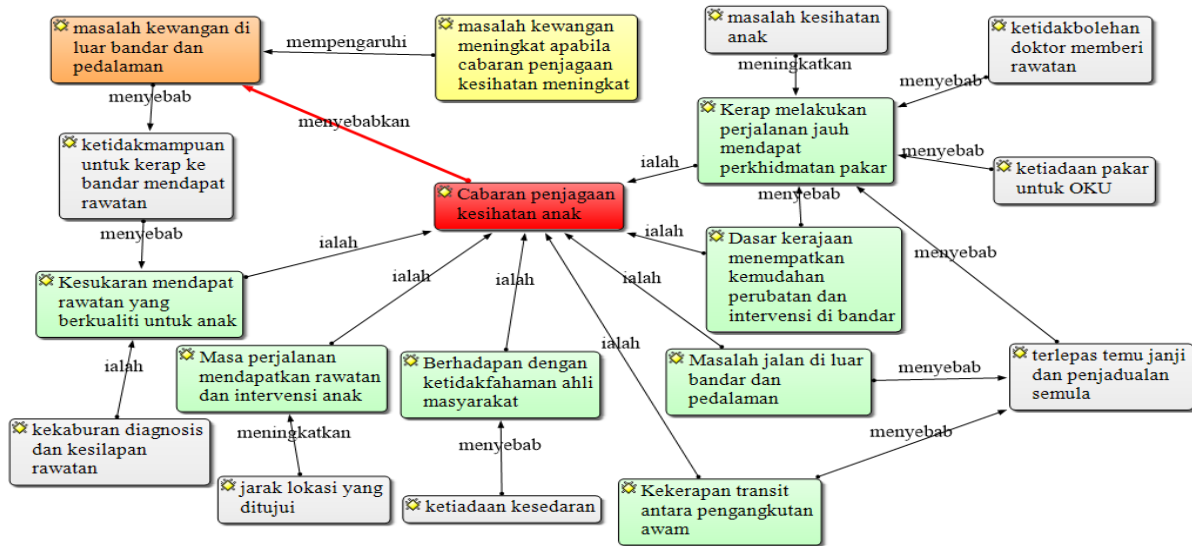 masalah kewangan di
luar bandar dan
pedalaman
mempengaruhi
masalah kewangan
meningkat apabila
cabaran penjagaan
kesihatan meningkat
masalah kesihatan
anak
ketidakbolehan
doktor memberi
rawatan
meningkatkan
menyebab
menyebab
menyebabkan
Kerap melakukan
perjalanan jauh
mendapat
perkhidmatan pakar
ketidakmampuan
untuk kerap ke
bandar mendapat
rawatan
menyebab
ialah
ketiadaan pakar
untuk OKU
Cabaran penjagaan
kesihatan anak
menyebab
menyebab
ialah
ialah
Dasar kerajaan
menempatkan
kemudahan
perubatan dan
intervensi di bandar
menyebab
Kesukaran mendapat
rawatan yang
berkualiti untuk anak
ialah
ialah
ialah
ialah
ialah
Masa perjalanan
mendapatkan rawatan
dan intervensi anak
Berhadapan dengan
ketidakfahaman ahli
masyarakat
Masalah jalan di luar
bandar dan
pedalaman
menyebab
terlepas temu janji
dan penjadualan
semula
kekaburan diagnosis
dan kesilapan
rawatan
meningkatkan
menyebab
menyebab
jarak lokasi yang
ditujui
ketiadaan kesedaran
Kekerapan transit
antara pengangkutan
awam